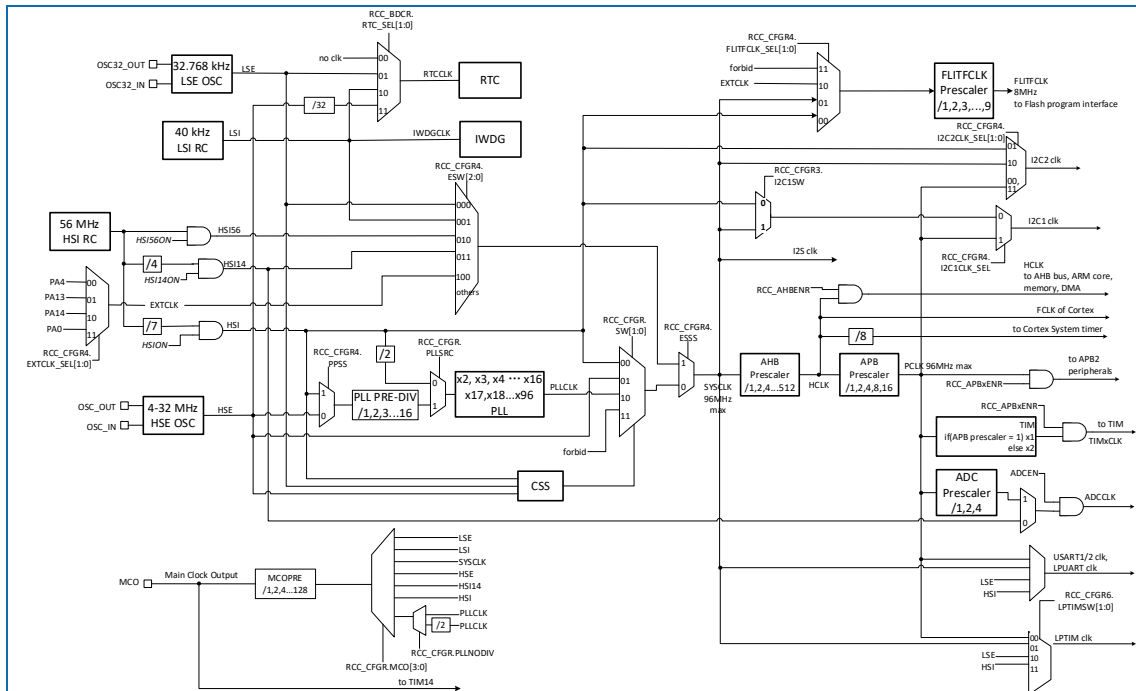 RCC_BDCR.
RTC_SEL[1:0]
OSC32_OUT
OSC32_IN
32.768 kHz
LSE OSC
LSE
no clk
00
01
10
11
/32
RTCCLK
RTC
40 kHz
LSI RC
LSI
IWDGCLK
IWDG
RCC_CFGR4.
FLITFCLK_SEL[1:0]
forbid
EXTCLK
11
10
01
00
FLITFCLK
Prescaler
/1,2,3,...,9
FLITFCLK
8MHz
to Flash program interface
RCC_CFGR4.
I2C2CLK_SEL[1:0]
01
10
00,
11
I2C2 clk
RCC_CFGR3.
I2C1SW
0
1
0
1
I2C1 clk
RCC_CFGR4.
I2C1CLK_SEL
I2S clk
RCC_CFGR4.
ESW[2:0]
000
001
010
011
100
others
56 MHz
HSI RC
HSI56ON
HSI56
/4
HSI14ON
HSI14
PA4
PA13
PA14
PA0
00
01
10
11
EXTCLK
RCC_CFGR4.
EXTCLK_SEL[1:0]
/7
HSION
HSI
RCC_AHBENR
HCLK
to AHB bus, ARM core,
memory, DMA
FCLK of Cortex
/8
to Cortex System timer
OSC_OUT
OSC_IN
4-32 MHz
HSE OSC
HSE
RCC_CFGR4.
PPSS
1
0
PLL PRE-DIV
/1,2,3...16
/2
RCC_CFGR.
PLLSRC
0
1
x2, x3, x4 ··· x16
x17,x18...x96
PLL
PLLCLK
RCC_CFGR.
SW[1:0]
00
01
10
11
forbid
RCC_CFGR4.
ESSS
1
0
SYSCLK
96MHz
max
AHB
Prescaler
/1,2,4...512
HCLK
APB
Prescaler
/1,2,4,8,16
PCLK 96MHz max
RCC_APBxENR
to APB2
peripherals
CSS
RCC_APBxENR
TIM
if(APB prescaler = 1) x1
else x2
to TIM
TIMxCLK
ADC
Prescaler
/1,2,4
ADCEN
1
0
ADCCLK
USART1/2 clk,
LPUART clk
LSE
HSI
RCC_CFGR6.
LPTIMSW[1:0]
00
01
10
11
LSE
HSI
LPTIM clk
MCO
Main Clock Output
MCOPRE
/1,2,4...128
LSE
LSI
SYSCLK
HSE
HSI14
HSI
PLLCLK
/2
PLLCLK
RCC_CFGR.PLLNODIV
RCC_CFGR.MCO[3:0]
to TIM14